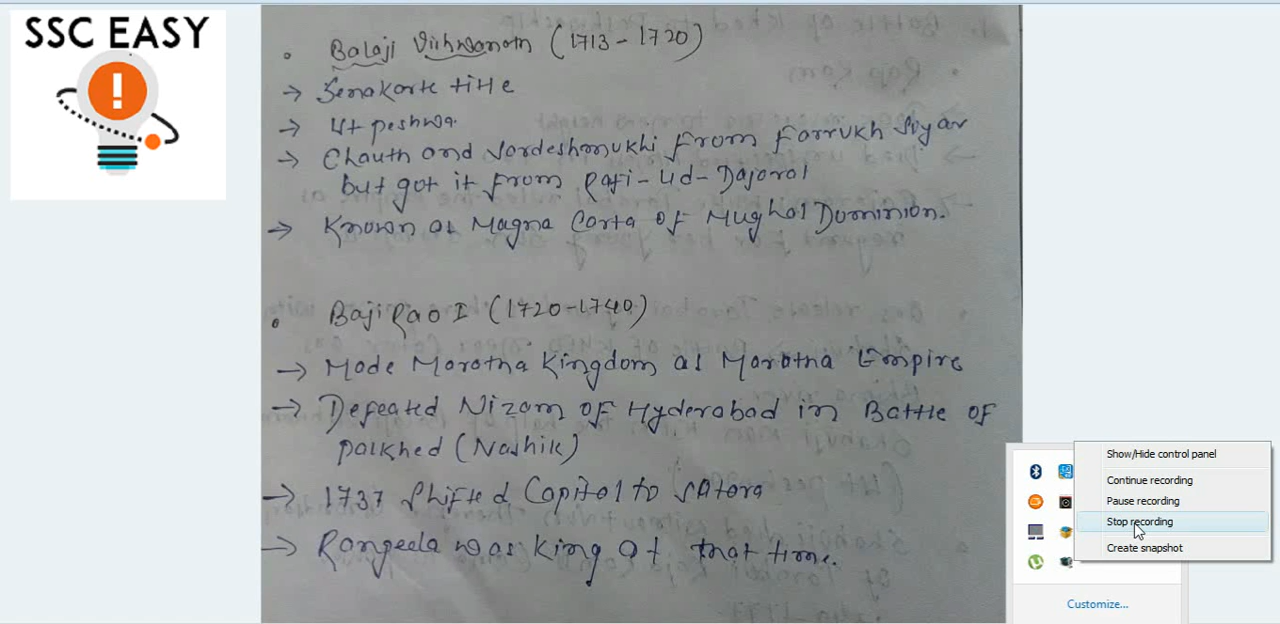 SSC EASY
• Balaji Vishwanath (1713-1720)
→ Senakarte title
→ 1st peshwa.
→ Chauth and Sardeshmukhi From Farrukh Siyar
but got it from Rafi-Ud-Dajarat
→ Known as Magna Carta of Mughal Dominion.
• Baji Rao I (1720-1740)
→ Made Maratha Kingdom as Maratha Empire
→ Defeated Nizam of Hyderabad in Battle of
palkhed (Nashik)
→ 1737 Shifted Capital to Satara
→ Rangeela was king at that time.
Show/Hide control panel
Continue recording
Pause recording
Stop recording
Create snapshot
Customize...